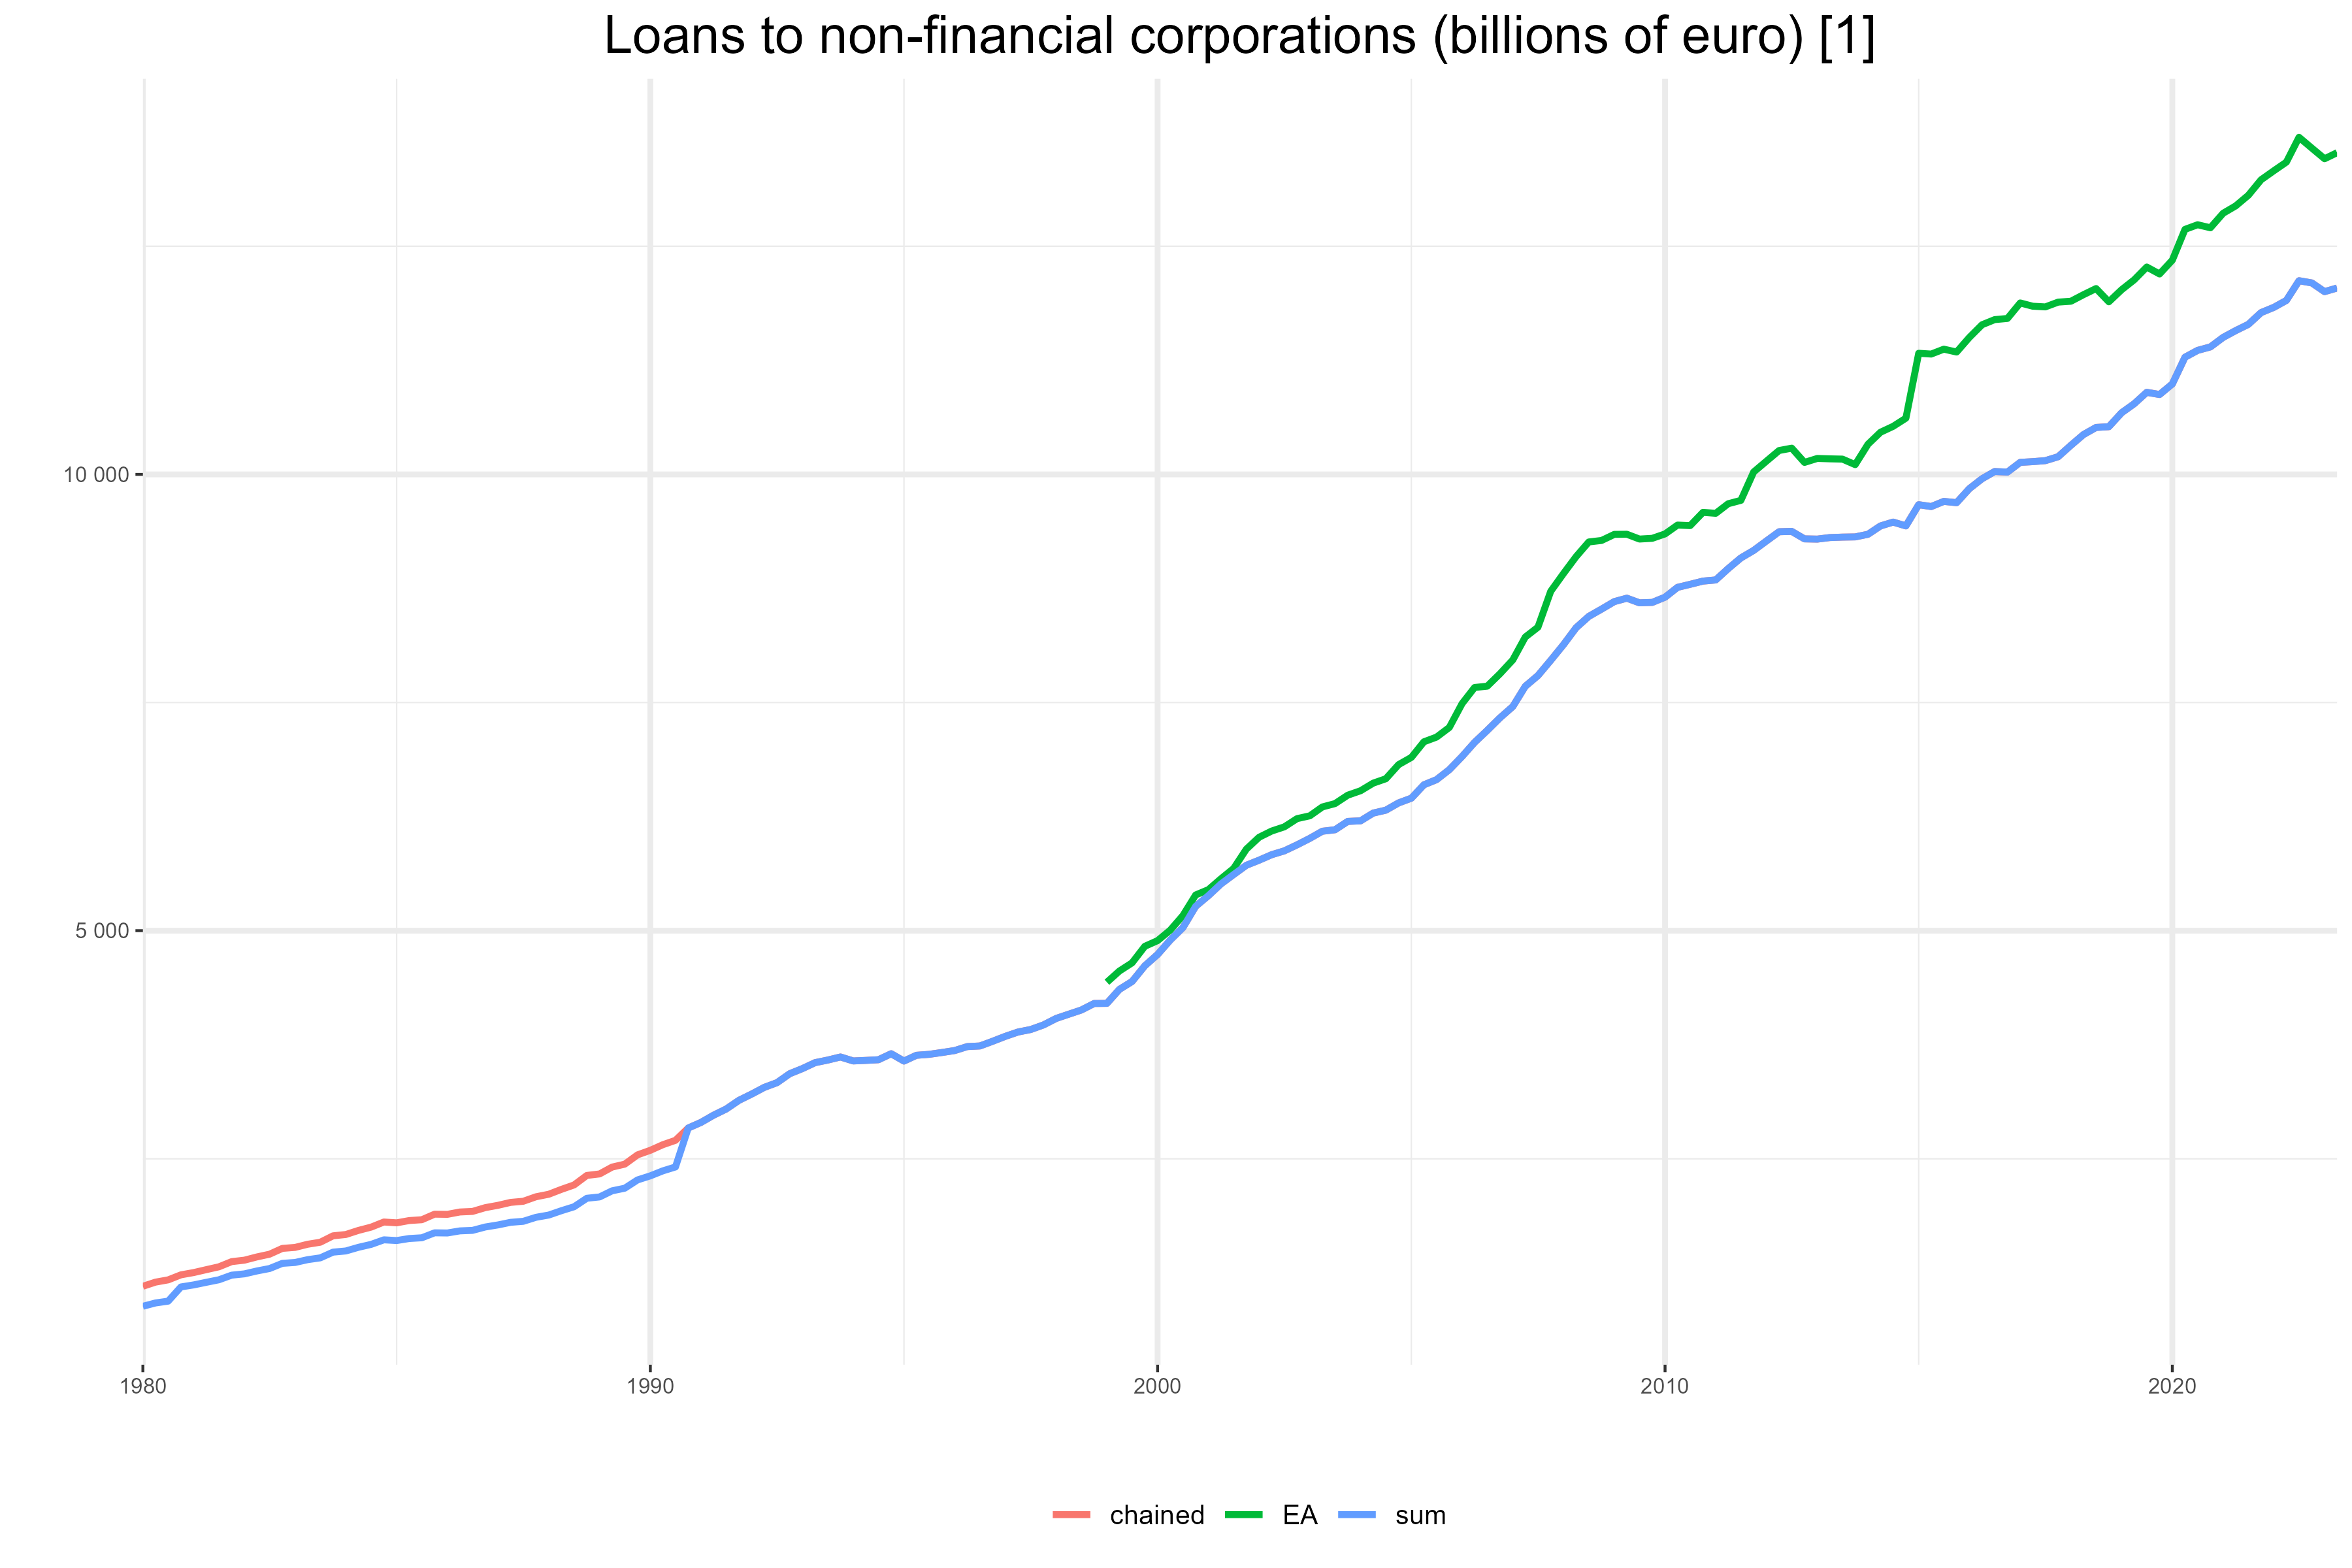 Loans to non-financial corporations (billions of euro) [1]
10 000
5 000
1980 1990 2000 2010 2020
chained EA sum